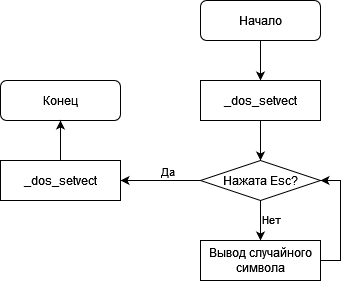 Начало
_dos_setvect
Нажата Esc?
Да
Нет
_dos_setvect
Конец
Вывод случайного
символа